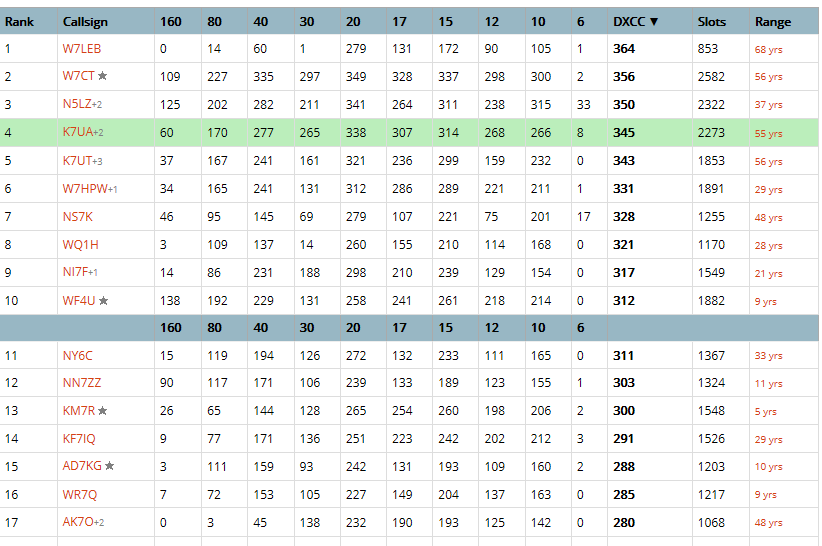 Rank Callsign 160 80 40 30 20 17 15 12 10 6 DXCC ▼ Slots Range
1 W7LEB 0 14 60 1 279 131 172 90 105 1 364 853 68 yrs
2 W7CT ★ 109 227 335 297 349 328 337 298 300 2 356 2582 56 yrs
3 N5LZ+2 125 202 282 211 341 264 311 238 315 33 350 2322 37 yrs
4 K7UA+2 60 170 277 265 338 307 314 268 266 8 345 2273 55 yrs
5 K7UT+3 37 167 241 161 321 236 299 159 232 0 343 1853 56 yrs
6 W7HPW+1 34 165 241 131 312 286 289 221 211 1 331 1891 29 yrs
7 NS7K 46 95 145 69 279 107 221 75 201 17 328 1255 48 yrs
8 WQ1H 3 109 137 14 260 155 210 114 168 0 321 1170 28 yrs
9 NI7F+1 14 86 231 188 298 210 239 129 154 0 317 1549 21 yrs
10 WF4U ★ 138 192 229 131 258 241 261 218 214 0 312 1882 9 yrs
160 80 40 30 20 17 15 12 10 6
11 NY6C 15 119 194 126 272 132 233 111 165 0 311 1367 33 yrs
12 NN7ZZ 90 117 171 106 239 133 189 123 155 1 303 1324 11 yrs
13 KM7R ★ 26 65 144 128 265 254 260 198 206 2 300 1548 5 yrs
14 KF7IQ 9 77 171 136 251 223 242 202 212 3 291 1526 29 yrs
15 AD7KG ★ 3 111 159 93 242 131 193 109 160 2 288 1203 10 yrs
16 WR7Q 7 72 153 105 227 149 204 137 163 0 285 1217 9 yrs
17 AK7O+2 0 3 45 138 232 190 193 125 142 0 280 1068 48 yrs